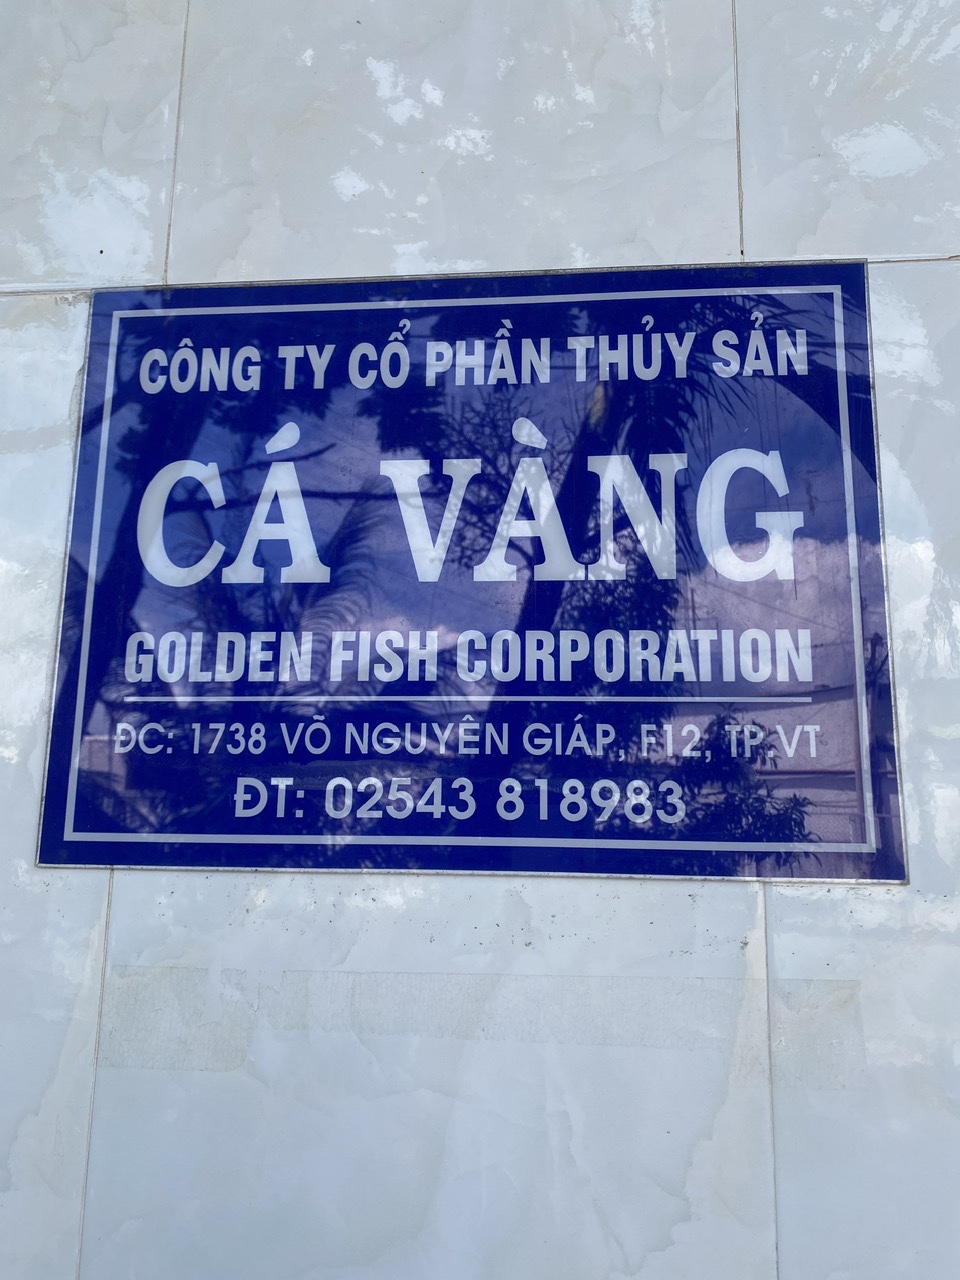 CÔNG TY CỔ PHẦN THỦY SẢN
CÁ VÀNG
GOLDEN FISH CORPORATION
ĐC: 1738 VÕ NGUYÊN GIÁP, F12, TP.VT
ĐT: 02543 818983